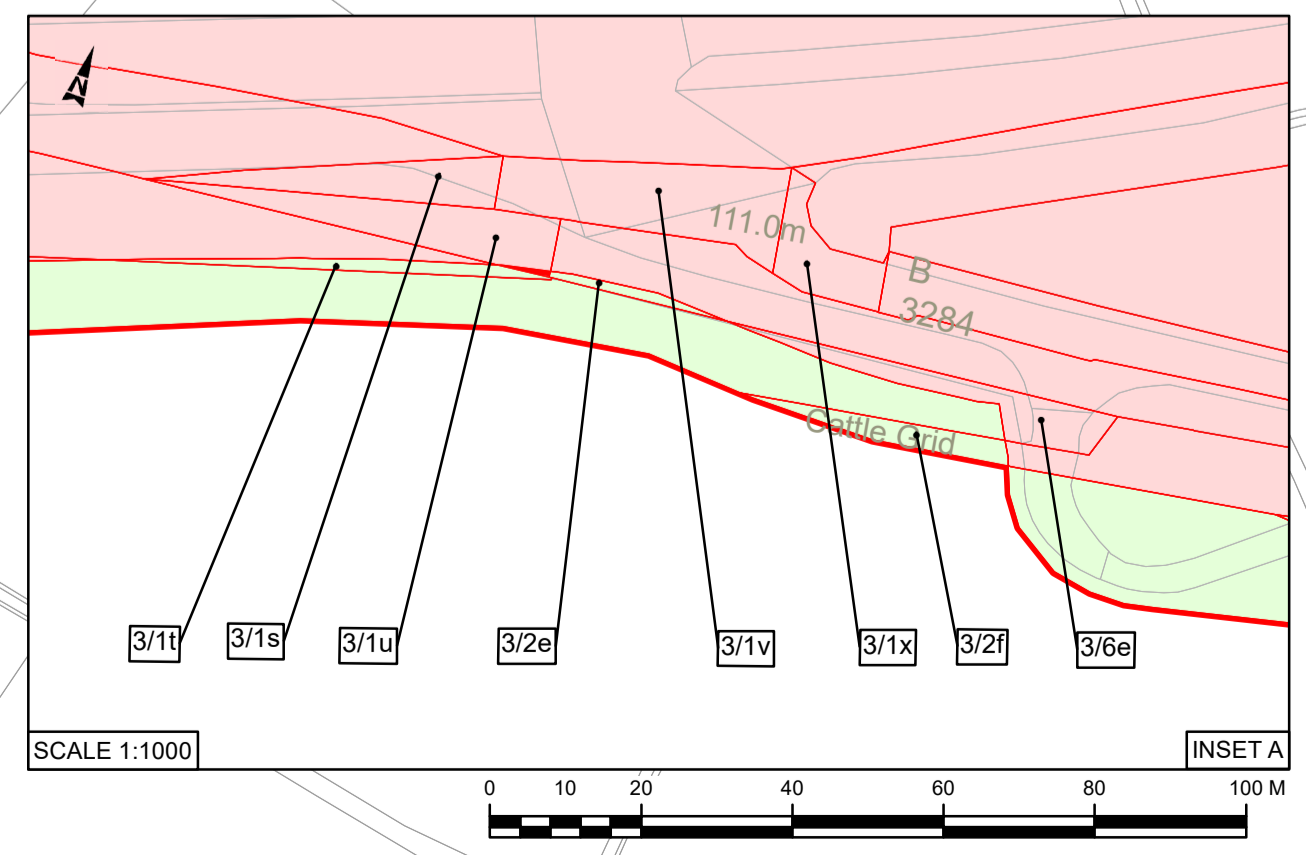 N
111.0m
B
3284
Cattle Grid
3/1t
3/1s
3/1u
3/2e
3/1v
3/1x
3/2f
3/6e
SCALE 1:1000
INSET A
0 10 20 40 60 80 100 M